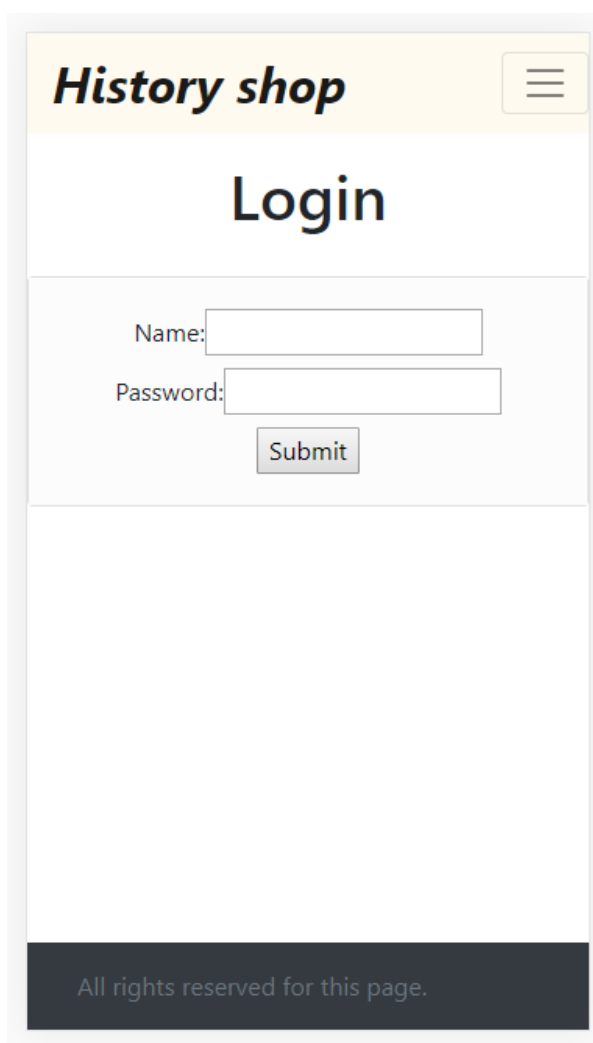 History shop
Login
Name:
Password:
Submit
All rights reserved for this page.